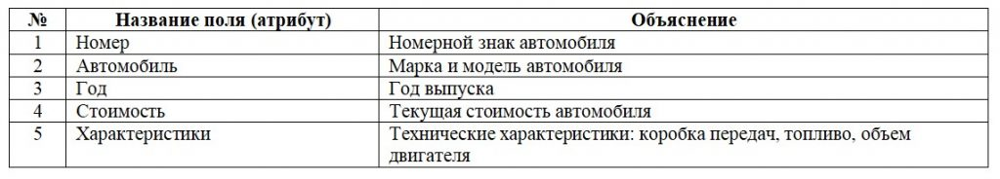 № Название поля (атрибут) Объяснение
1 Номер Номерной знак автомобиля
2 Автомобиль Марка и модель автомобиля
3 Год Год выпуска
4 Стоимость Текущая стоимость автомобиля
5 Характеристики Технические характеристики: коробка передач, топливо, объем
двигателя